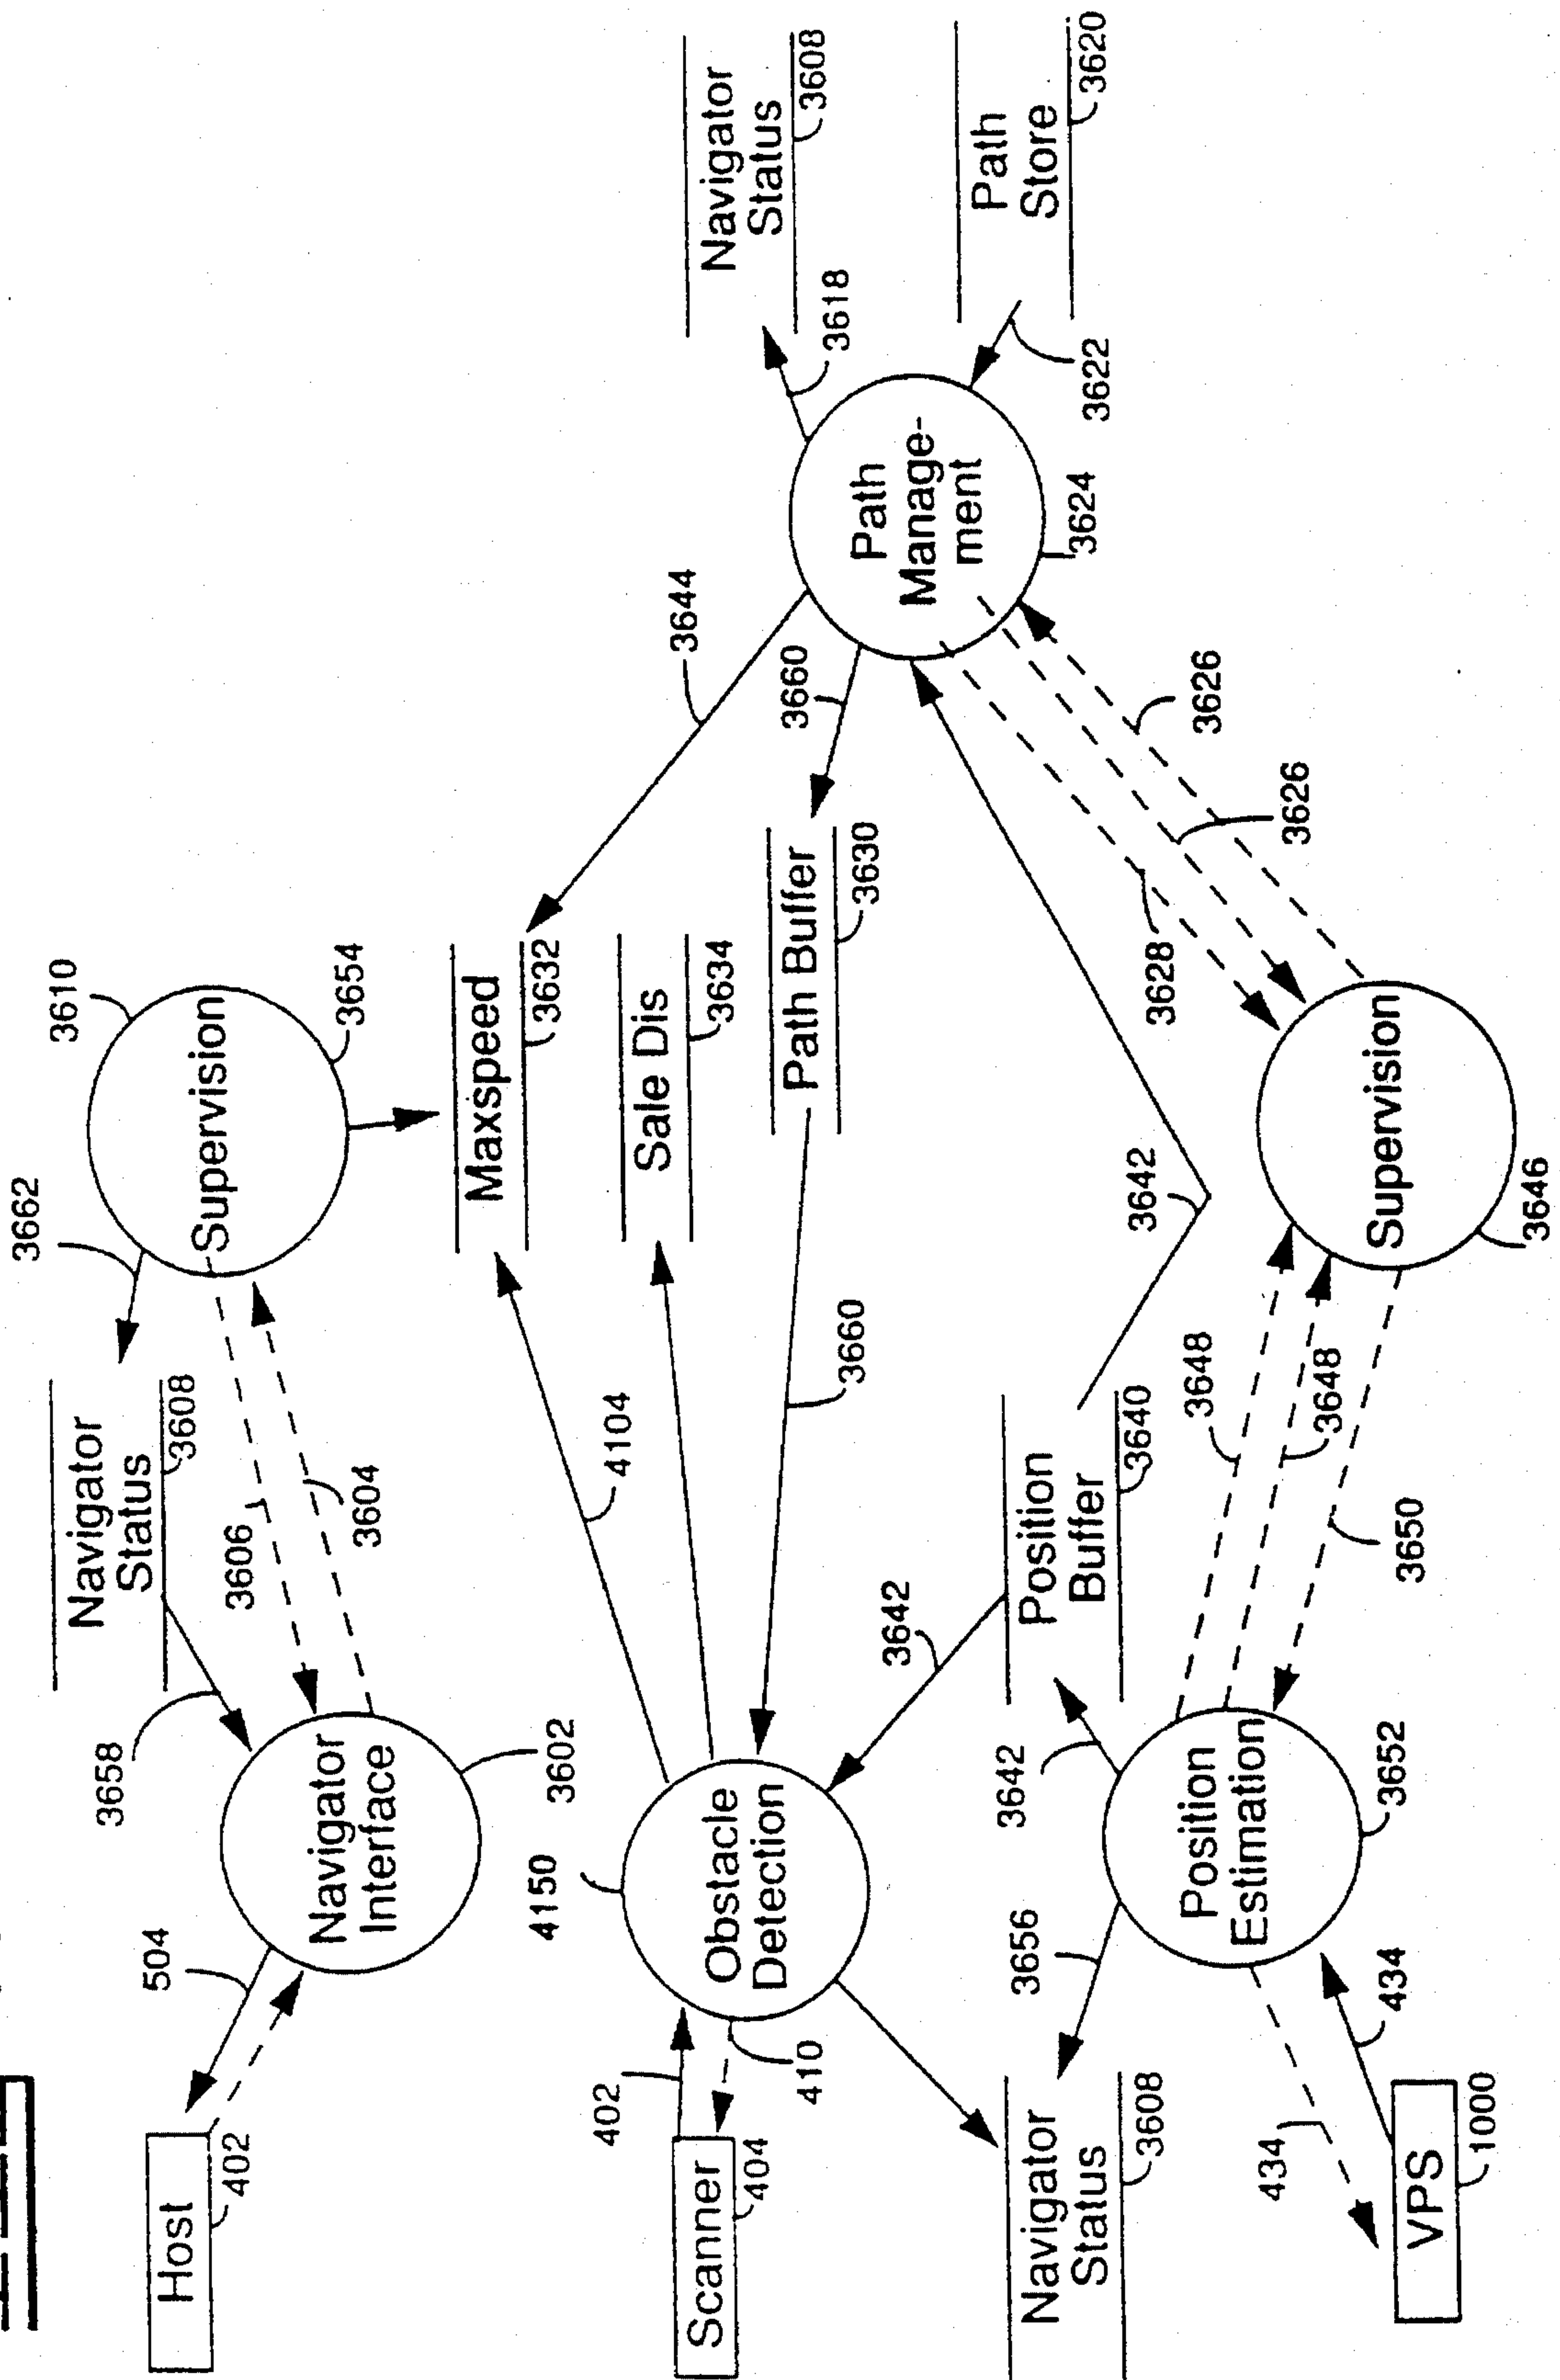 Host
402
504
Navigator
Interface
3602
3658
Navigator
Status
3608
3606
3604
3662
Supervision
3610
3654
Scanner
404
402
410
4150
Obstacle
Detection
4104
Maxspeed
3632
Sale Dis
3634
Path Buffer
3630
3660
3644
3660
Path
Manage-
ment
3624
3618
Navigator
Status
3608
Path
Store
3620
3622
Navigator
Status
3608
3656
3642
3642
Position
Buffer
3640
3642
VPS
1000
434
434
Position
Estimation
3652
3648
3648
3650
Supervision
3646
3628
3626
3626